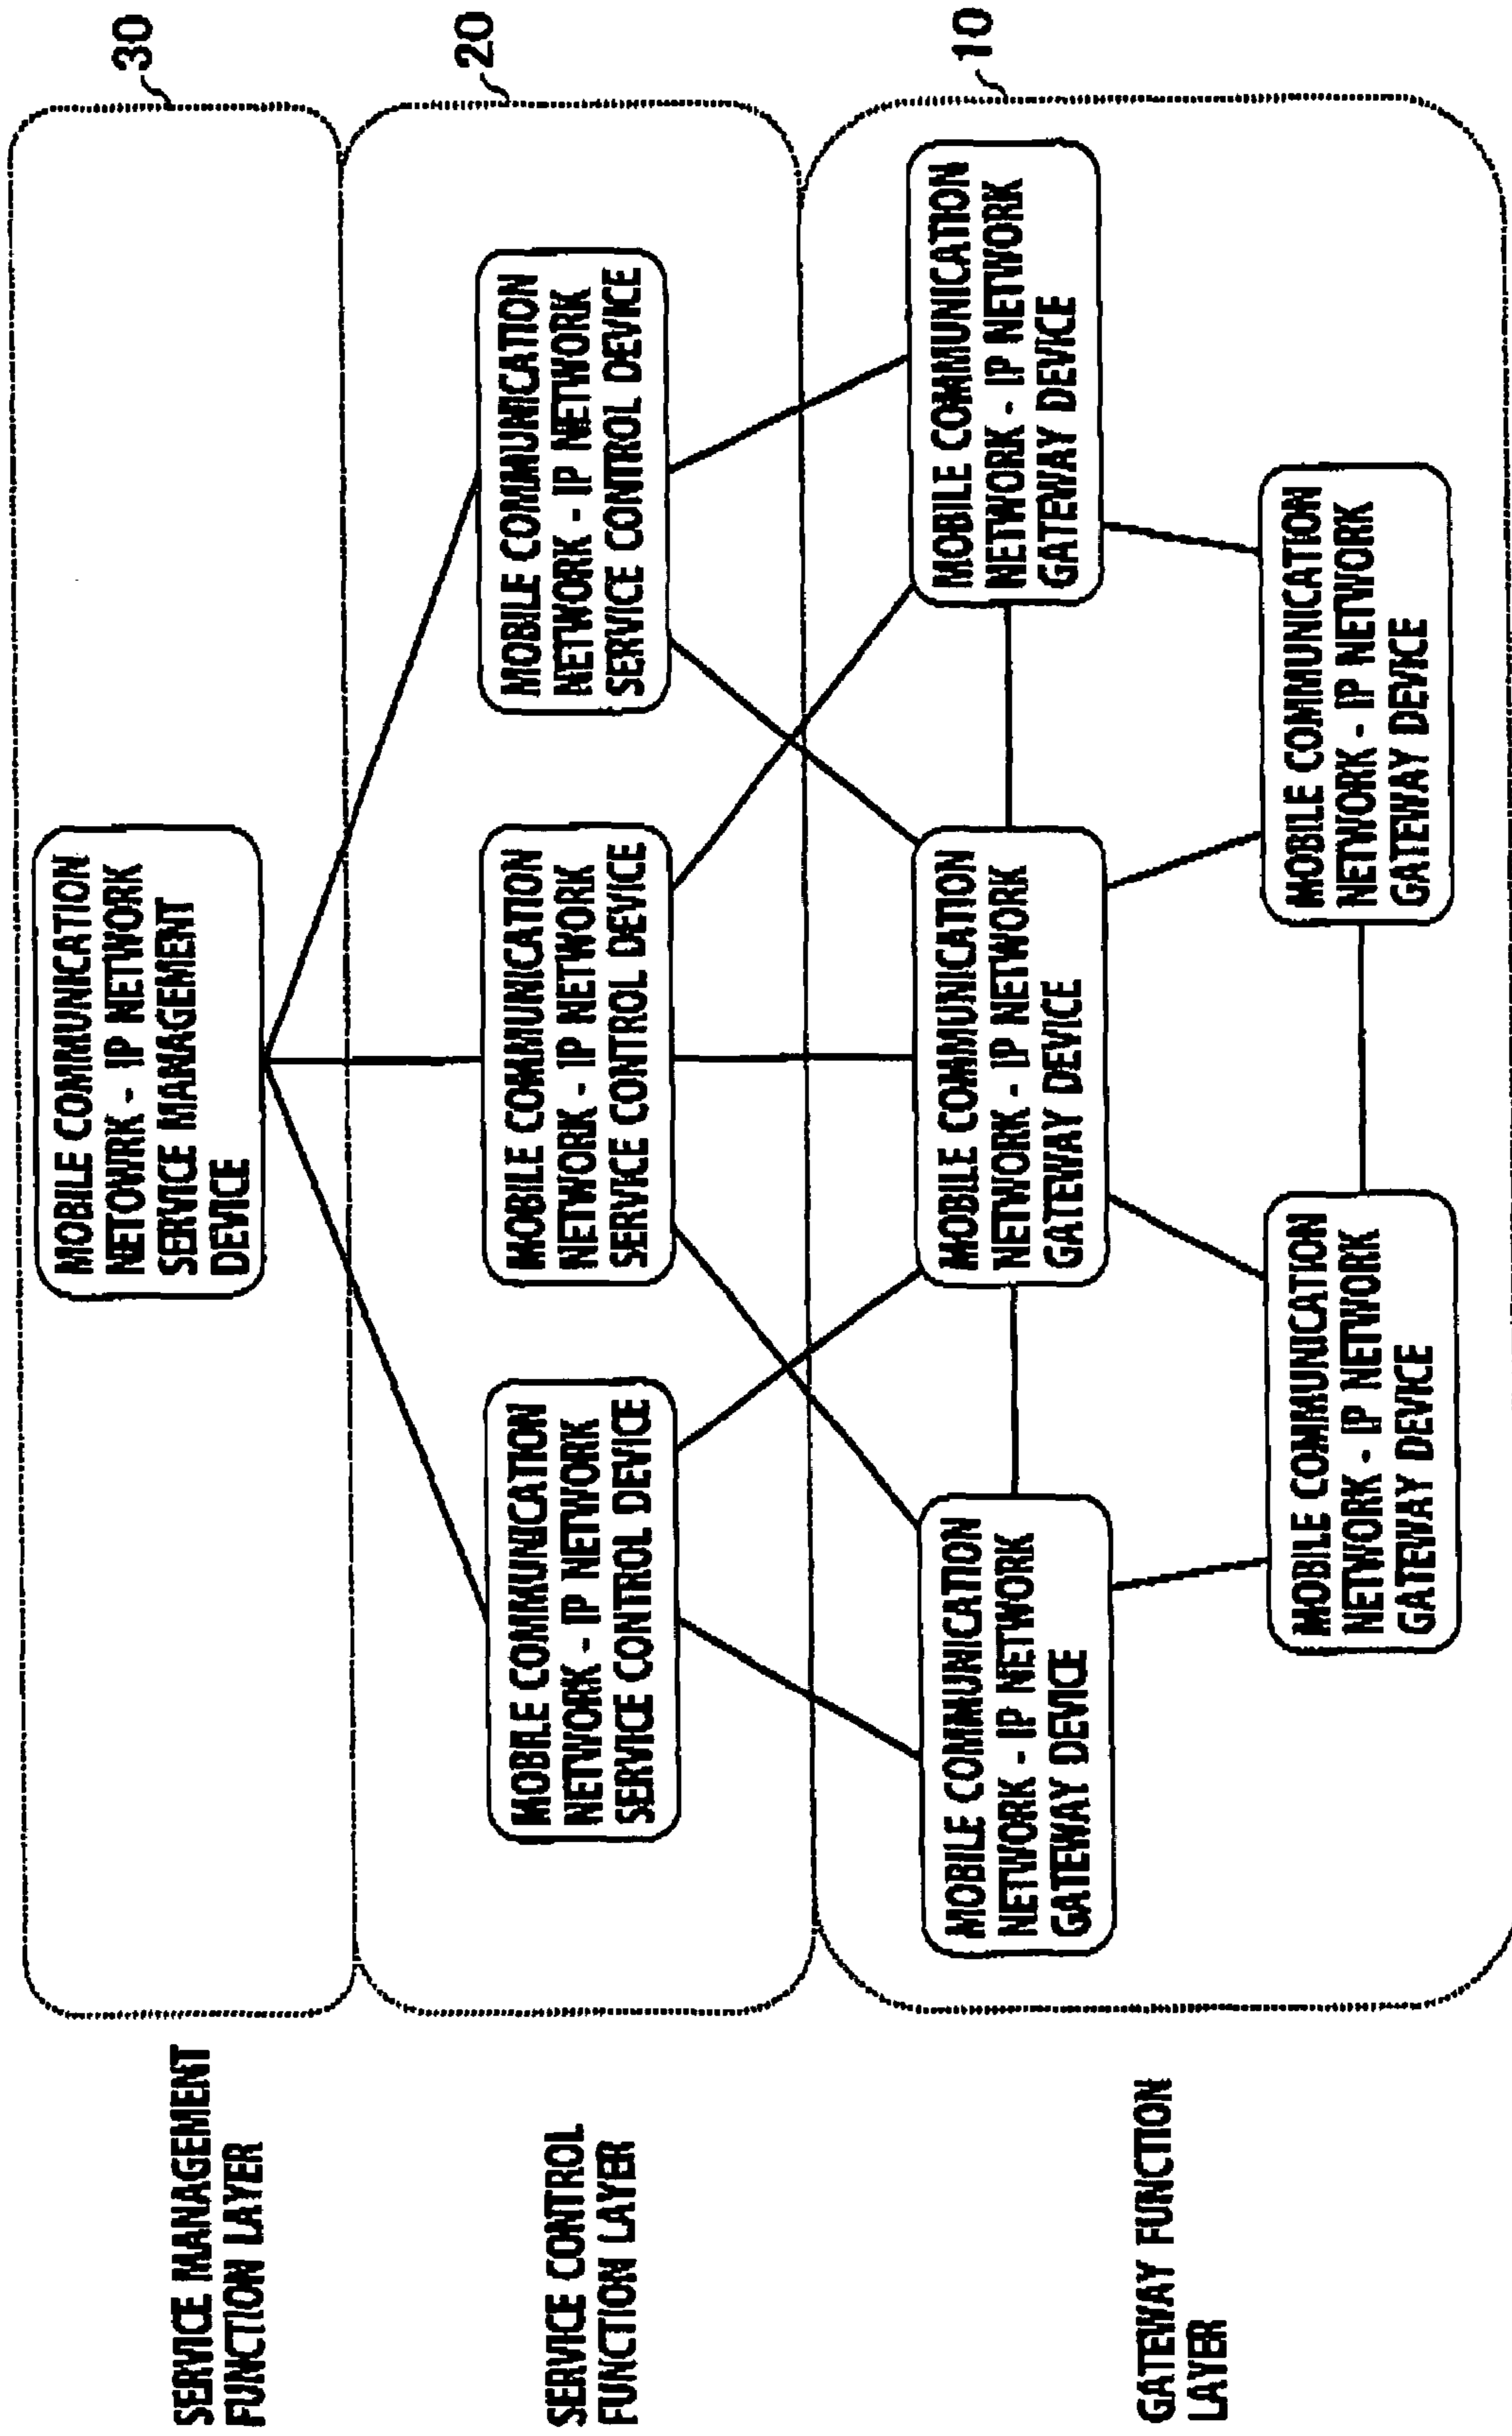 SERVICE MANAGEMENT
FUNCTION LAYER
MOBILE COMMUNICATION
NETOWRK - IP NETWORK
SERVICE MANAGEMENT
DEVICE
30
SERVICE CONTROL
FUNCTION LAYER
MOBILE COMMUNICATION
NETWORK - IP NETWORK
SERVICE CONTROL DEVICE
MOBILE COMMUNICATION
NETWORK - IP NETWORK
SERVICE CONTROL DEVICE
MOBILE COMMUNICATION
NETWORK - IP NETWORK
SERVICE CONTROL DEVICE
20
GATEWAY FUNCTION
LAYER
MOBILE COMMUNICATION
NETWORK - IP NETWORK
GATEWAY DEVICE
MOBILE COMMUNICATION
NETWORK - IP NETWORK
GATEWAY DEVICE
MOBILE COMMUNICATION
NETWORK - IP NETWORK
GATEWAY DEVICE
10
MOBILE COMMUNICATION
NETWORK - IP NETWORK
GATEWAY DEVICE
MOBILE COMMUNICATION
NETWORK - IP NETWORK
GATEWAY DEVICE